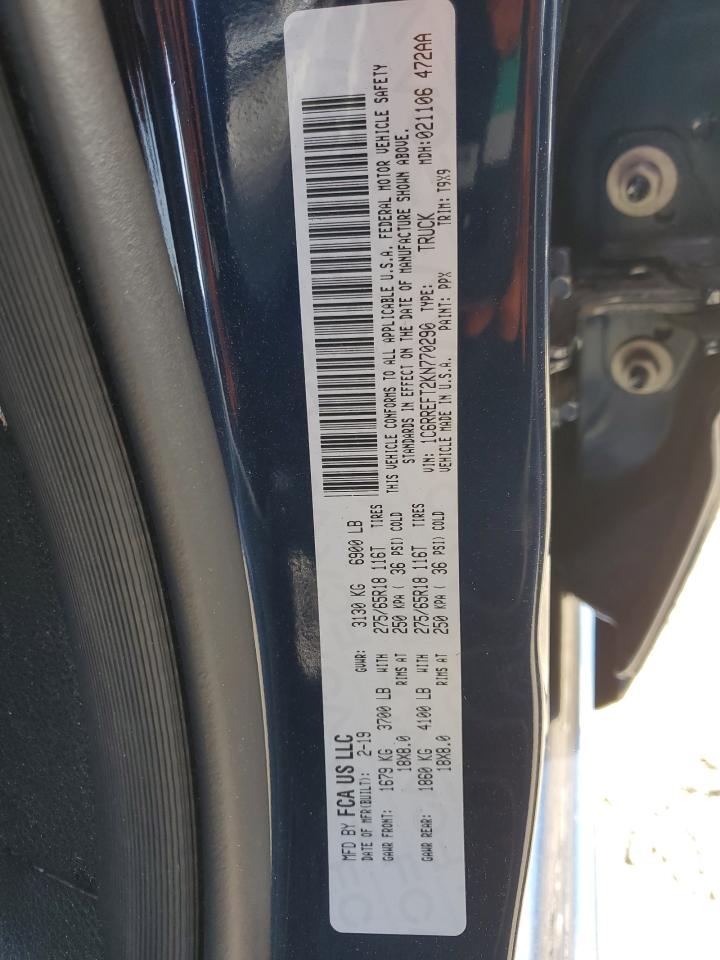 MFD BY FCA US LLC
DATE OF MFR(BUILT): 2-19 GVWR: 3130 KG 6900 LB
GAWR FRONT: 1679 KG 3700 LB WITH 275/65R18 116T TIRES
18X8.0 RIMS AT 250 KPA ( 36 PSI) COLD
GAWR REAR: 1860 KG 4100 LB WITH 275/65R18 116T TIRES
18X8.0 RIMS AT 250 KPA ( 36 PSI) COLD
THIS VEHICLE CONFORMS TO ALL APPLICABLE U.S.A. FEDERAL MOTOR VEHICLE SAFETY
STANDARDS IN EFFECT ON THE DATE OF MANUFACTURE SHOWN ABOVE.
VIN: 1C6RREFT2KN770290 TYPE: TRUCK MDH:021106 472AA
VEHICLE MADE IN U.S.A. PAINT: PPX TRIM: T9X9